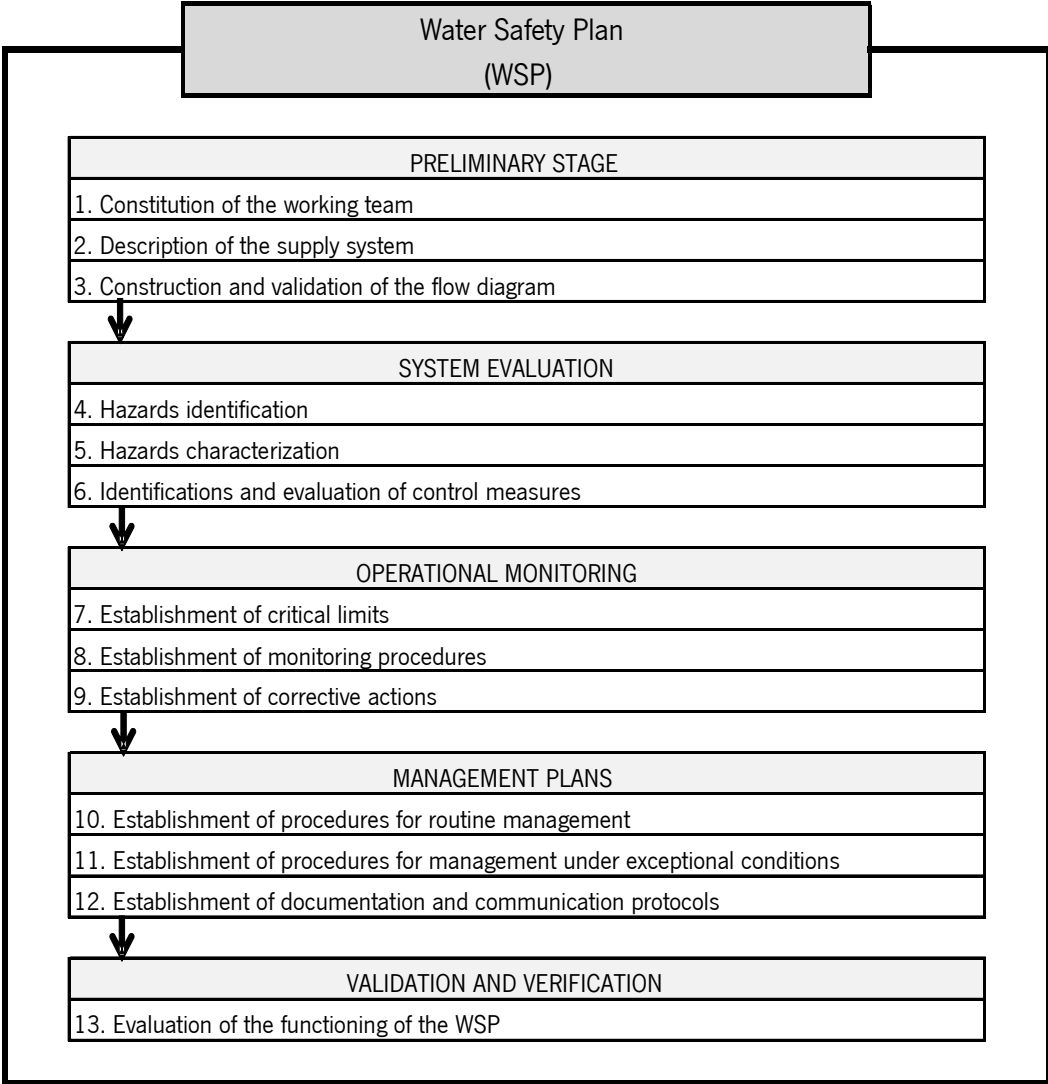 Water Safety Plan
(WSP)
PRELIMINARY STAGE
1. Constitution of the working team
2. Description of the supply system
3. Construction and validation of the flow diagram
SYSTEM EVALUATION
4. Hazards identification
5. Hazards characterization
6. Identifications and evaluation of control measures
OPERATIONAL MONITORING
7. Establishment of critical limits
8. Establishment of monitoring procedures
9. Establishment of corrective actions
MANAGEMENT PLANS
10. Establishment of procedures for routine management
11. Establishment of procedures for management under exceptional conditions
12. Establishment of documentation and communication protocols
VALIDATION AND VERIFICATION
13. Evaluation of the functioning of the WSP